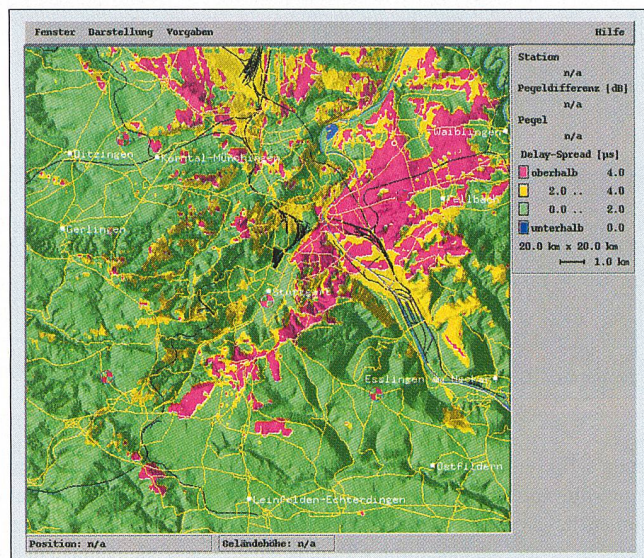 Fenster Darstellung Vorgaben Hilfe
Station
n/a
Pegeldifferenz [dB]
n/a
Pegel
n/a
Delay-Spread [µs]
oberhalb 4.0
2.0 .. 4.0
0.0 .. 2.0
unterhalb 0.0
20.0 km x 20.0 km
1.0 km
Waiblingen
Ditzingen
Korntal-Münchingen
Fellbach
Gerlingen
Stuttgart
Esslingen am Neckar
Ostfildern
Leinfelden-Echterdingen
Position: n/a
Geländehöhe: n/a